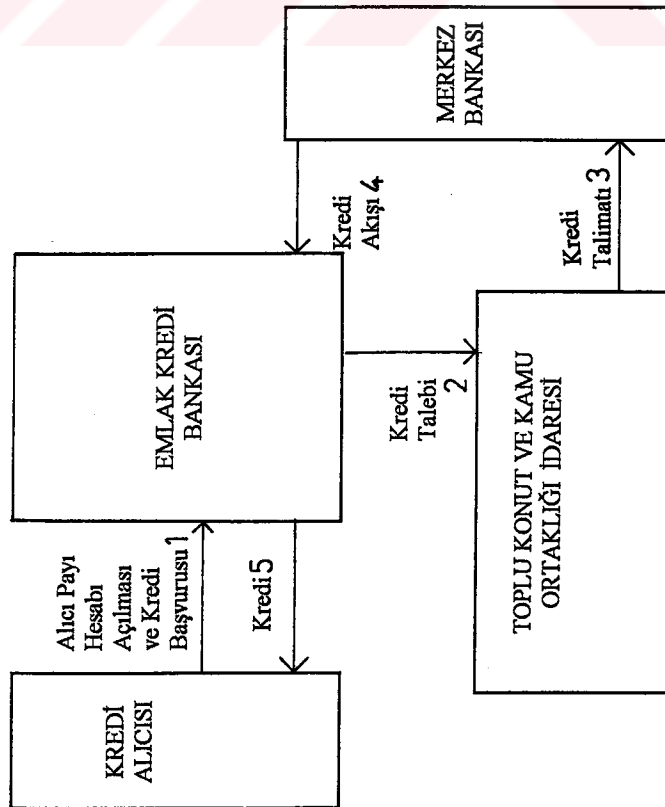 KREDİ
ALICISI
Alıcı Payı
Hesabı
Açılması
ve Kredi
Başvurusu 1
Kredi 5
EMLAK KREDİ
BANKASI
Kredi
Akışı 4
MERKEZ
BANKASI
Kredi
Talebi
2
Kredi
Talimatı 3
TOPLU KONUT VE KAMU
ORTAKLIĞI İDARESİ